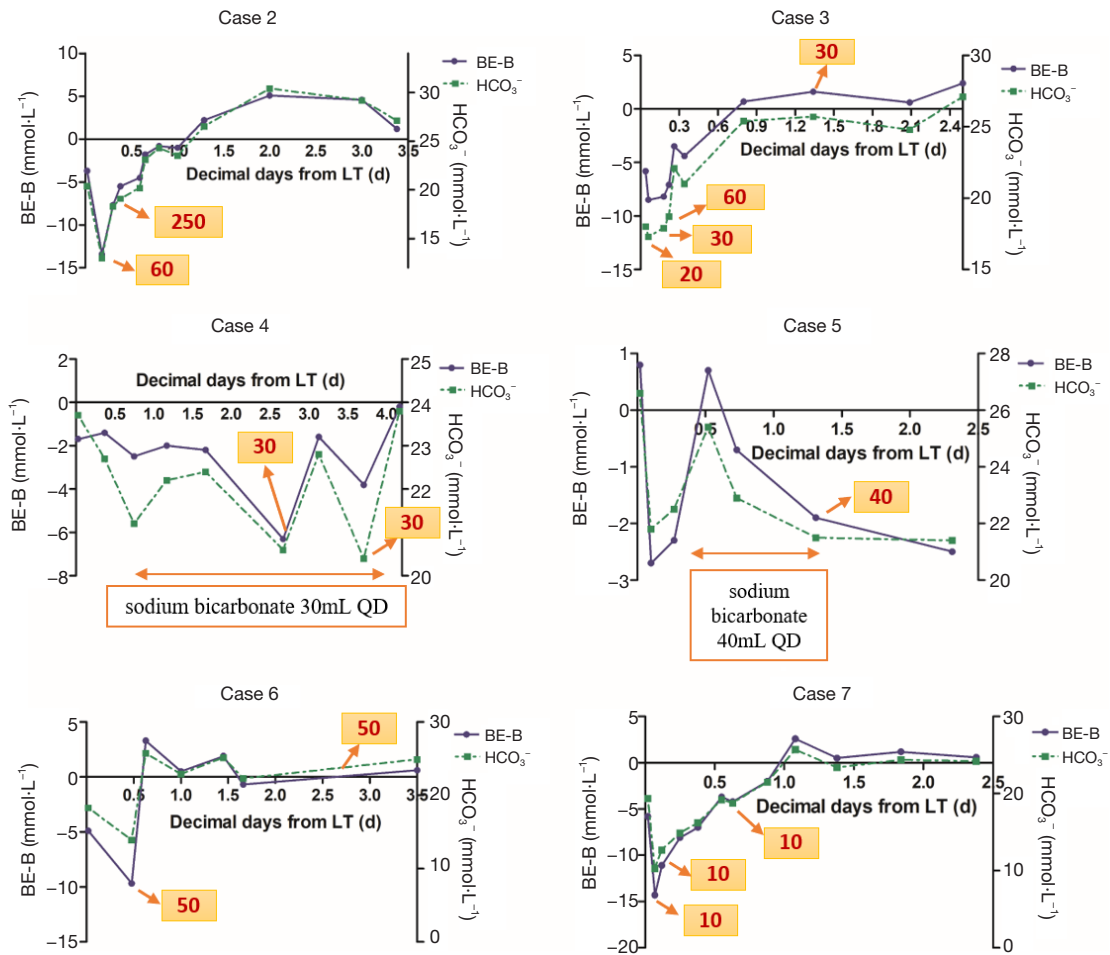 Case 2
10
5
0
−5
−10
−15
BE-B (mmol·L⁻¹)
0.5
1.0
2.0
3.0
3.5
Decimal days from LT (d)
30
25
20
15
HCO₃⁻ (mmol·L⁻¹)
BE-B
HCO₃⁻
250
60
Case 3
5
0
−5
−10
−15
BE-B (mmol·L⁻¹)
0.3 0.6 0.9 1.2 1.5 1.8 2.1 2.4
Decimal days from LT (d)
30
25
20
15
HCO₃⁻ (mmol·L⁻¹)
BE-B
HCO₃⁻
30
60
30
20
Case 4
2
0
−2
−4
−6
−8
BE-B (mmol·L⁻¹)
Decimal days from LT (d)
0.5 1.0 1.5 2.0 2.5 3.0 3.5 4.0
25
24
23
22
21
20
HCO₃⁻ (mmol·L⁻¹)
BE-B
HCO₃⁻
30
30
sodium bicarbonate 30mL QD
Case 5
1
0
−1
−2
−3
BE-B (mmol·L⁻¹)
0.5 1.0 1.5 2.0 2.5
Decimal days from LT (d)
28
26
24
22
20
HCO₃⁻ (mmol·L⁻¹)
BE-B
HCO₃⁻
40
sodium
bicarbonate
40mL QD
Case 6
5
0
−5
−10
−15
BE-B (mmol·L⁻¹)
0.5 1.0 1.5 2.0 2.5 3.0 3.5
Decimal days from LT (d)
30
20
10
0
HCO₃⁻ (mmol·L⁻¹)
BE-B
HCO₃⁻
50
50
Case 7
5
0
−5
−10
−15
−20
BE-B (mmol·L⁻¹)
0.5 1.0 1.5 2.0 2.5
Decimal days from LT (d)
30
20
10
0
HCO₃⁻ (mmol·L⁻¹)
BE-B
HCO₃⁻
10
10
10